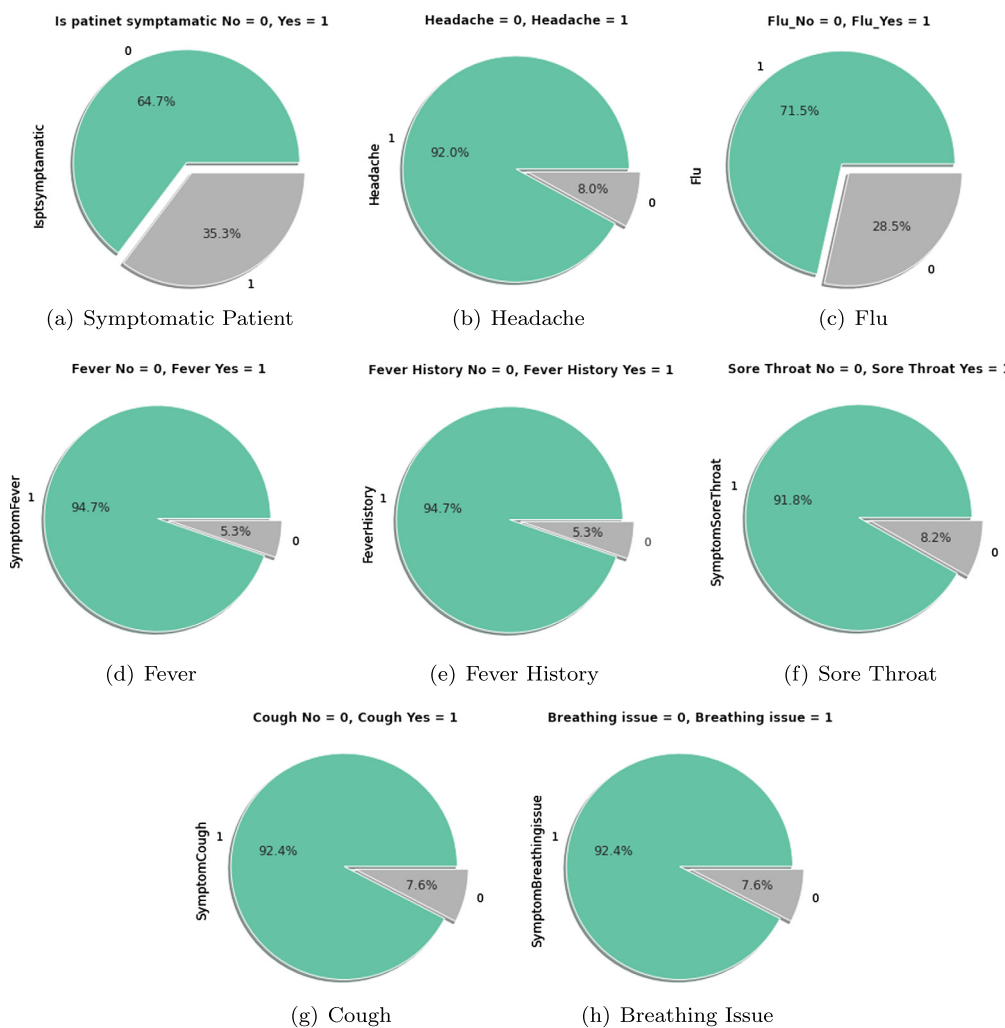 Is patinet symptamatic No = 0, Yes = 1
0
64.7%
Isptsymptamatic
35.3%
1
(a) Symptomatic Patient
Headache = 0, Headache = 1
1
92.0%
Headache
8.0%
0
(b) Headache
Flu_No = 0, Flu_Yes = 1
1
71.5%
Flu
28.5%
0
(c) Flu
Fever No = 0, Fever Yes = 1
1
94.7%
SymptomFever
5.3%
0
(d) Fever
Fever History No = 0, Fever History Yes = 1
1
94.7%
FeverHistory
5.3%
0
(e) Fever History
Sore Throat No = 0, Sore Throat Yes = 1
1
91.8%
SymptomSoreThroat
8.2%
0
(f) Sore Throat
Cough No = 0, Cough Yes = 1
1
92.4%
SymptomCough
7.6%
0
(g) Cough
Breathing issue = 0, Breathing issue = 1
1
92.4%
SymptomBreathingissue
7.6%
0
(h) Breathing Issue